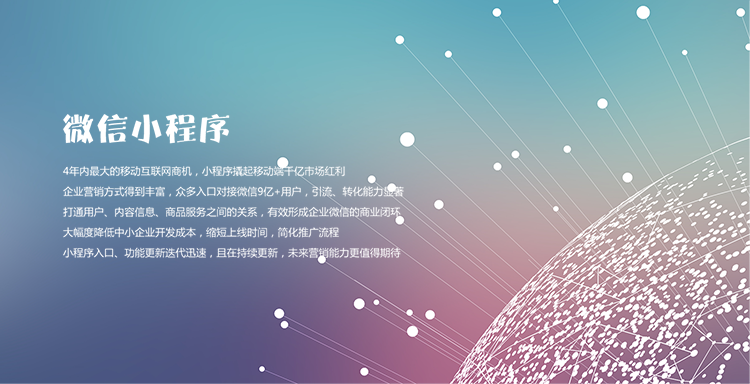 微信小程序
4年内最大的移动互联网商机，小程序撬起移动端千亿市场红利
企业营销方式得到丰富，众多入口对接微信9亿+用户，引流、转化能力显著
打通用户、内容信息、商品服务之间的关系，有效形成企业微信的商业闭环
大幅度降低中小企业开发成本，缩短上线时间，简化推广流程
小程序入口、功能更新迭代迅速，且在持续更新，未来营销能力更值得期待